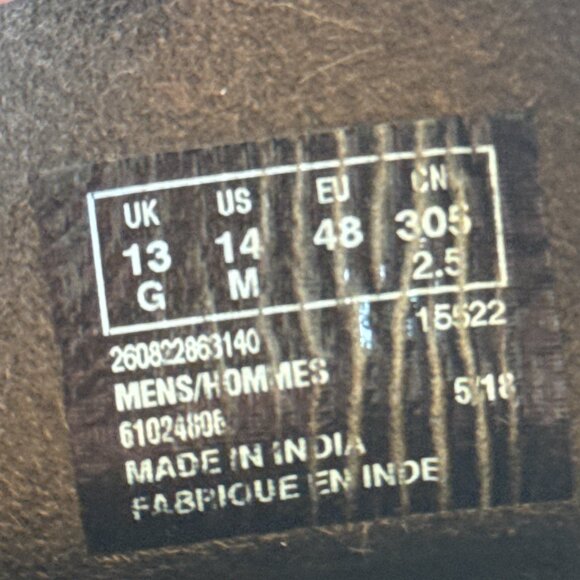 UK US EU CN
13 14 48 305
G M 2.5
15522
260822863140
MENS/HOMMES
5/18
61024806
MADE IN INDIA
FABRIQUE EN INDE